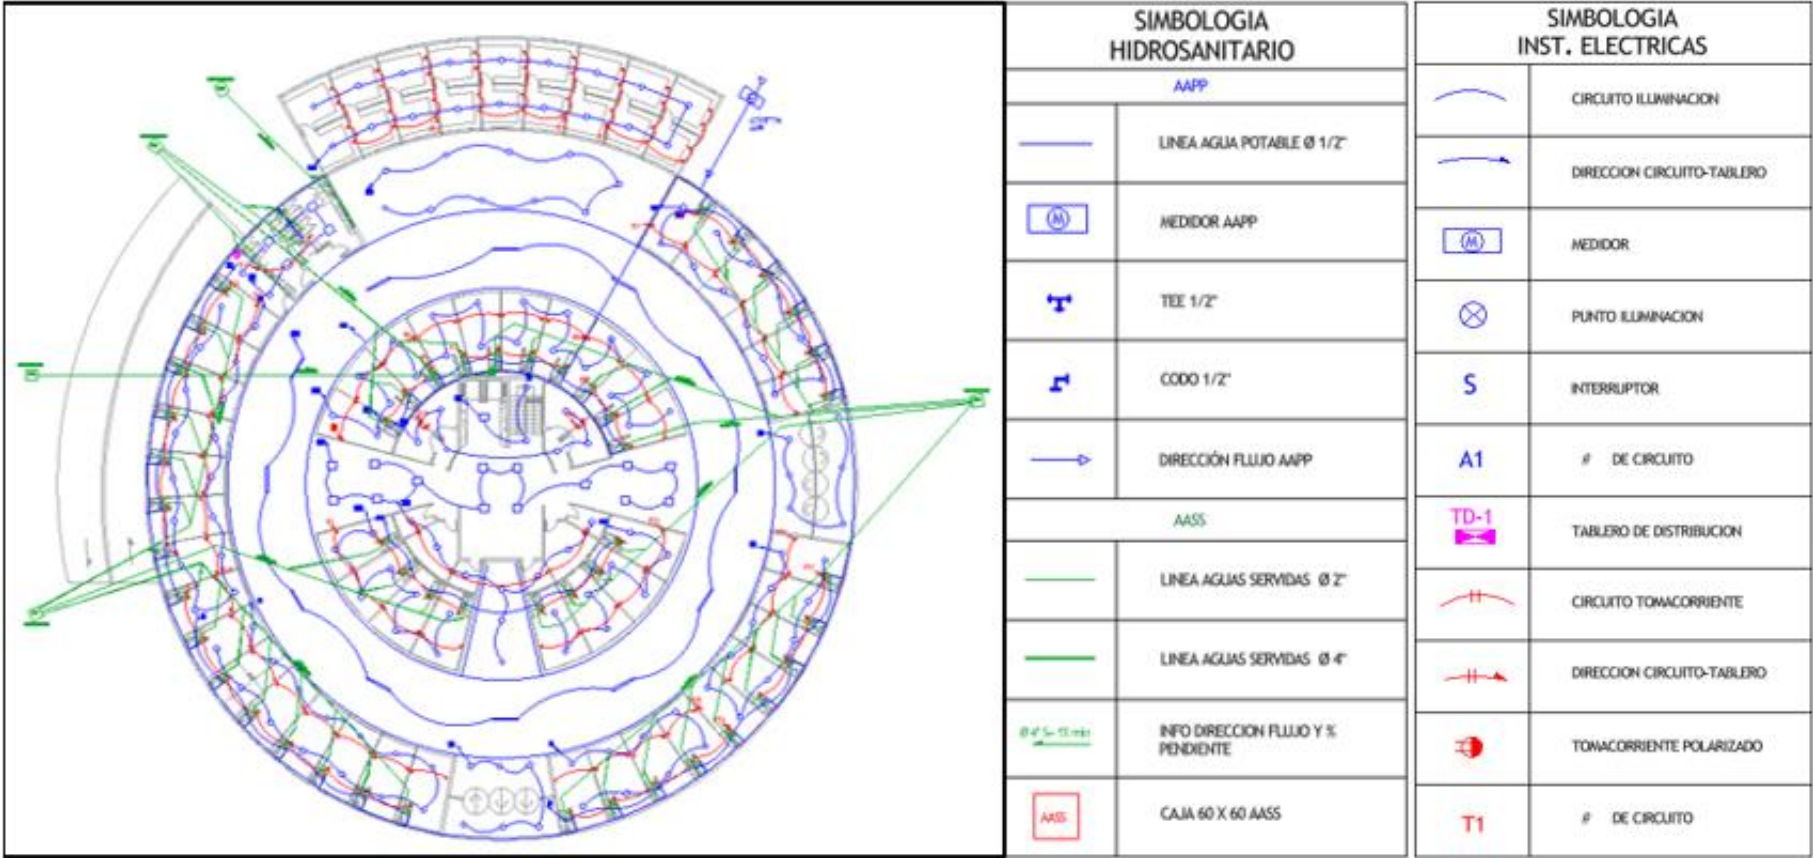 SIMBOLOGIA
HIDROSANITARIO
AAPP
LINEA AGUA POTABLE Ø 1/2"
M
MEDIDOR AAPP
TEE 1/2"
CODO 1/2"
DIRECCIÓN FLUJO AAPP
AASS
LINEA AGUAS SERVIDAS Ø 2"
LINEA AGUAS SERVIDAS Ø 4"
INFO DIRECCION FLUJO Y %
PENDIENTE
AASS
CAJA 60 X 60 AASS
SIMBOLOGIA
INST. ELECTRICAS
CIRCUITO ILUMINACION
DIRECCION CIRCUITO-TABLERO
M
MEDIDOR
PUNTO ILUMINACION
S
INTERRUPTOR
A1
# DE CIRCUITO
TD-1
TABLERO DE DISTRIBUCION
CIRCUITO TOMACORRIENTE
DIRECCION CIRCUITO-TABLERO
TOMACORRIENTE POLARIZADO
T1
# DE CIRCUITO